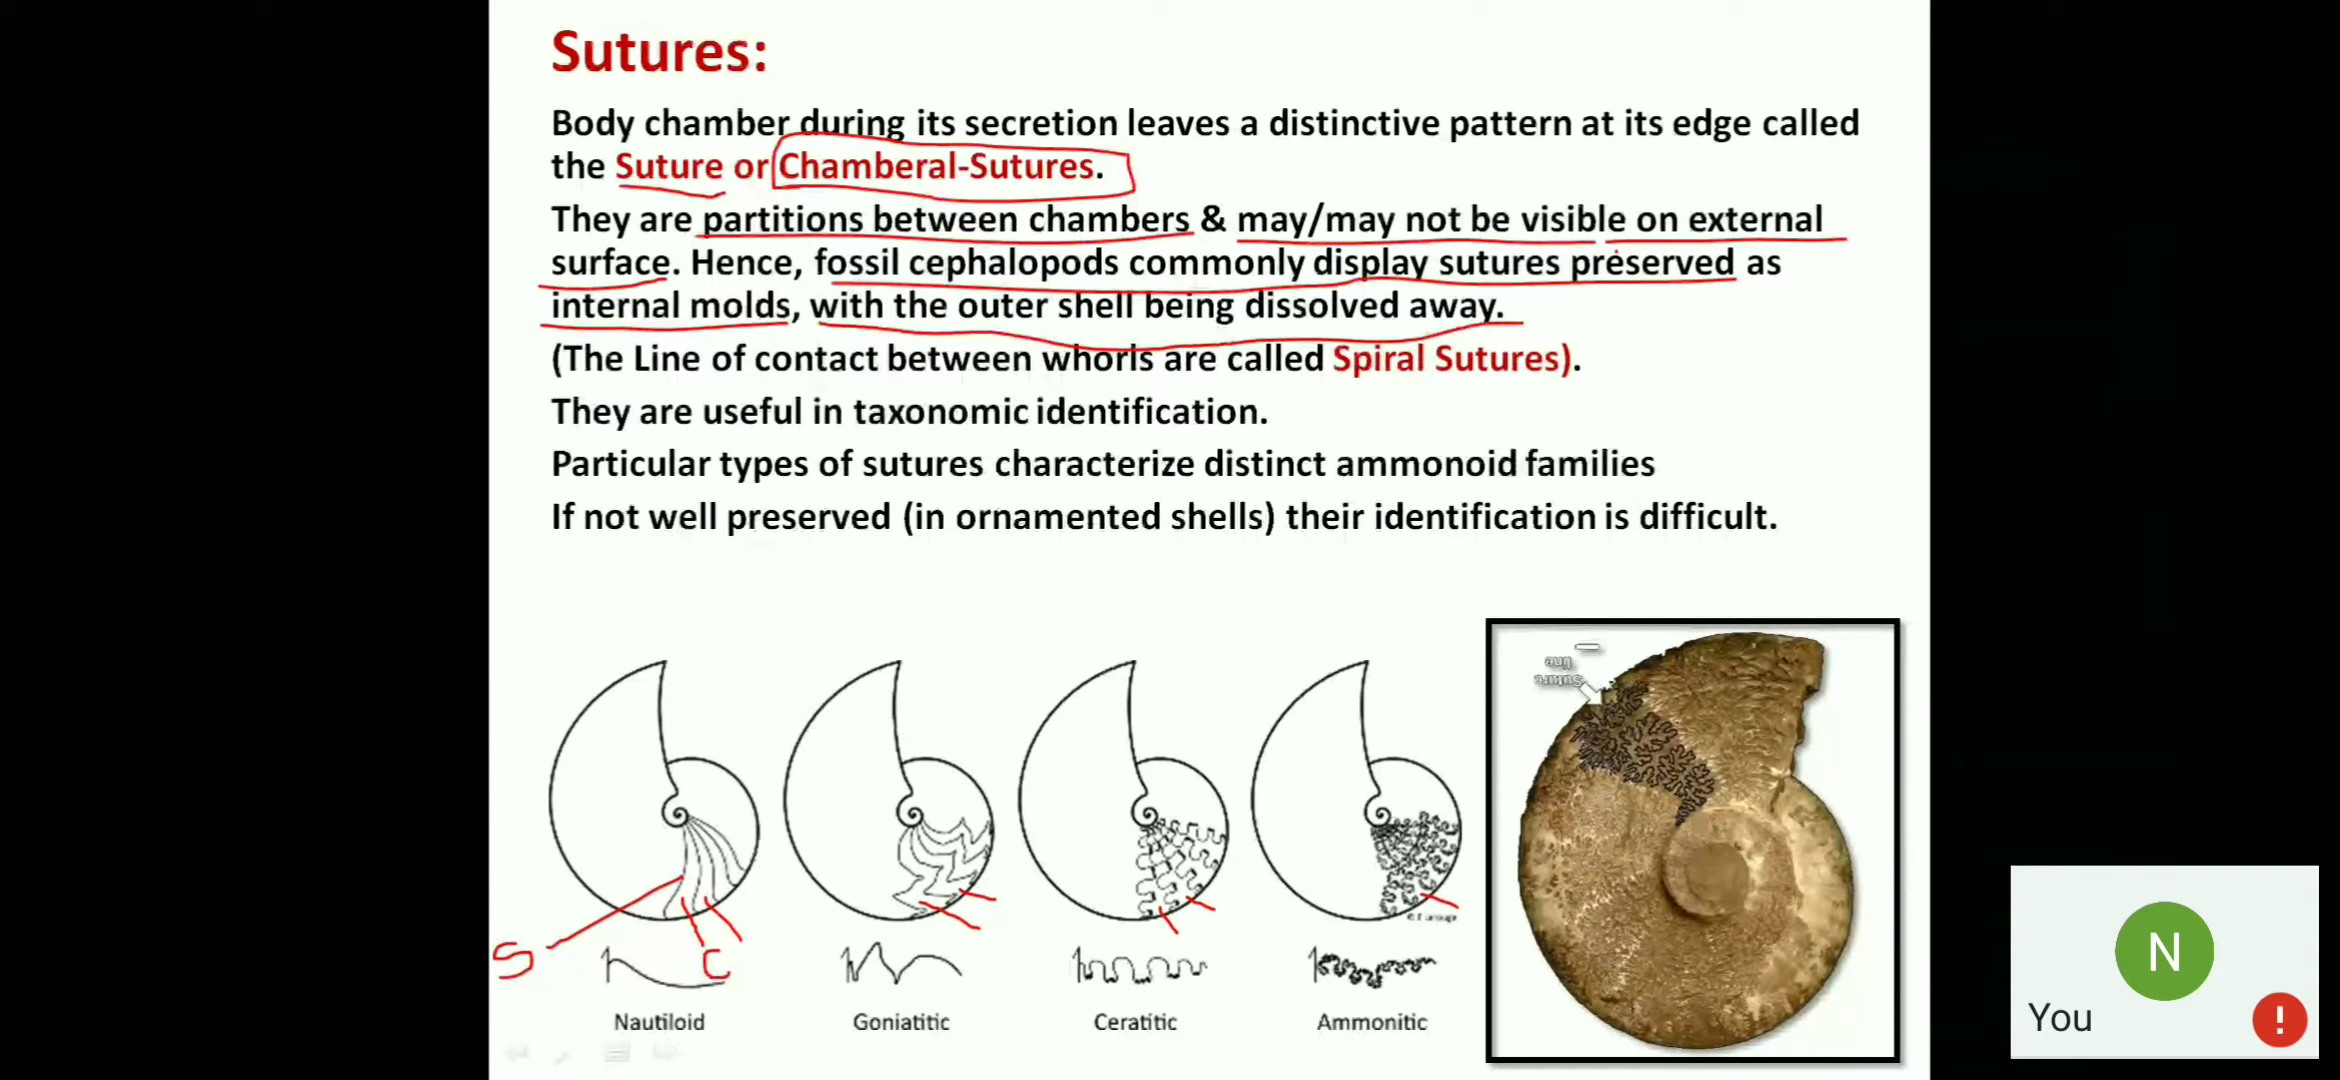 Sutures:
Body chamber during its secretion leaves a distinctive pattern at its edge called
the Suture or Chamberal-Sutures.
They are partitions between chambers & may/may not be visible on external
surface. Hence, fossil cephalopods commonly display sutures preserved as
internal molds, with the outer shell being dissolved away.
(The Line of contact between whorls are called Spiral Sutures).
They are useful in taxonomic identification.
Particular types of sutures characterize distinct ammonoid families
If not well preserved (in ornamented shells) their identification is difficult.
Suture
line
S
C
Nautiloid
Goniatitic
Ceratitic
Ammonitic
N
You
!